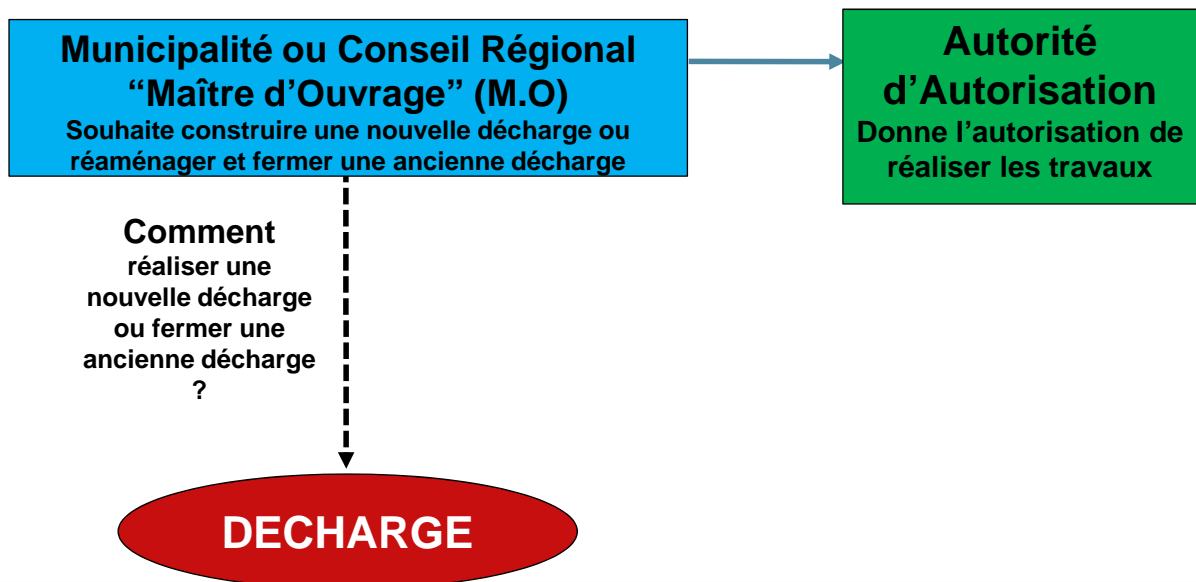 Municipalité ou Conseil Régional
“Maître d’Ouvrage” (M.O)
Souhaite construire une nouvelle décharge ou
réaménager et fermer une ancienne décharge
Autorité
d’Autorisation
Donne l’autorisation de
réaliser les travaux
Comment
réaliser une
nouvelle décharge
ou fermer une
ancienne décharge
?
DECHARGE